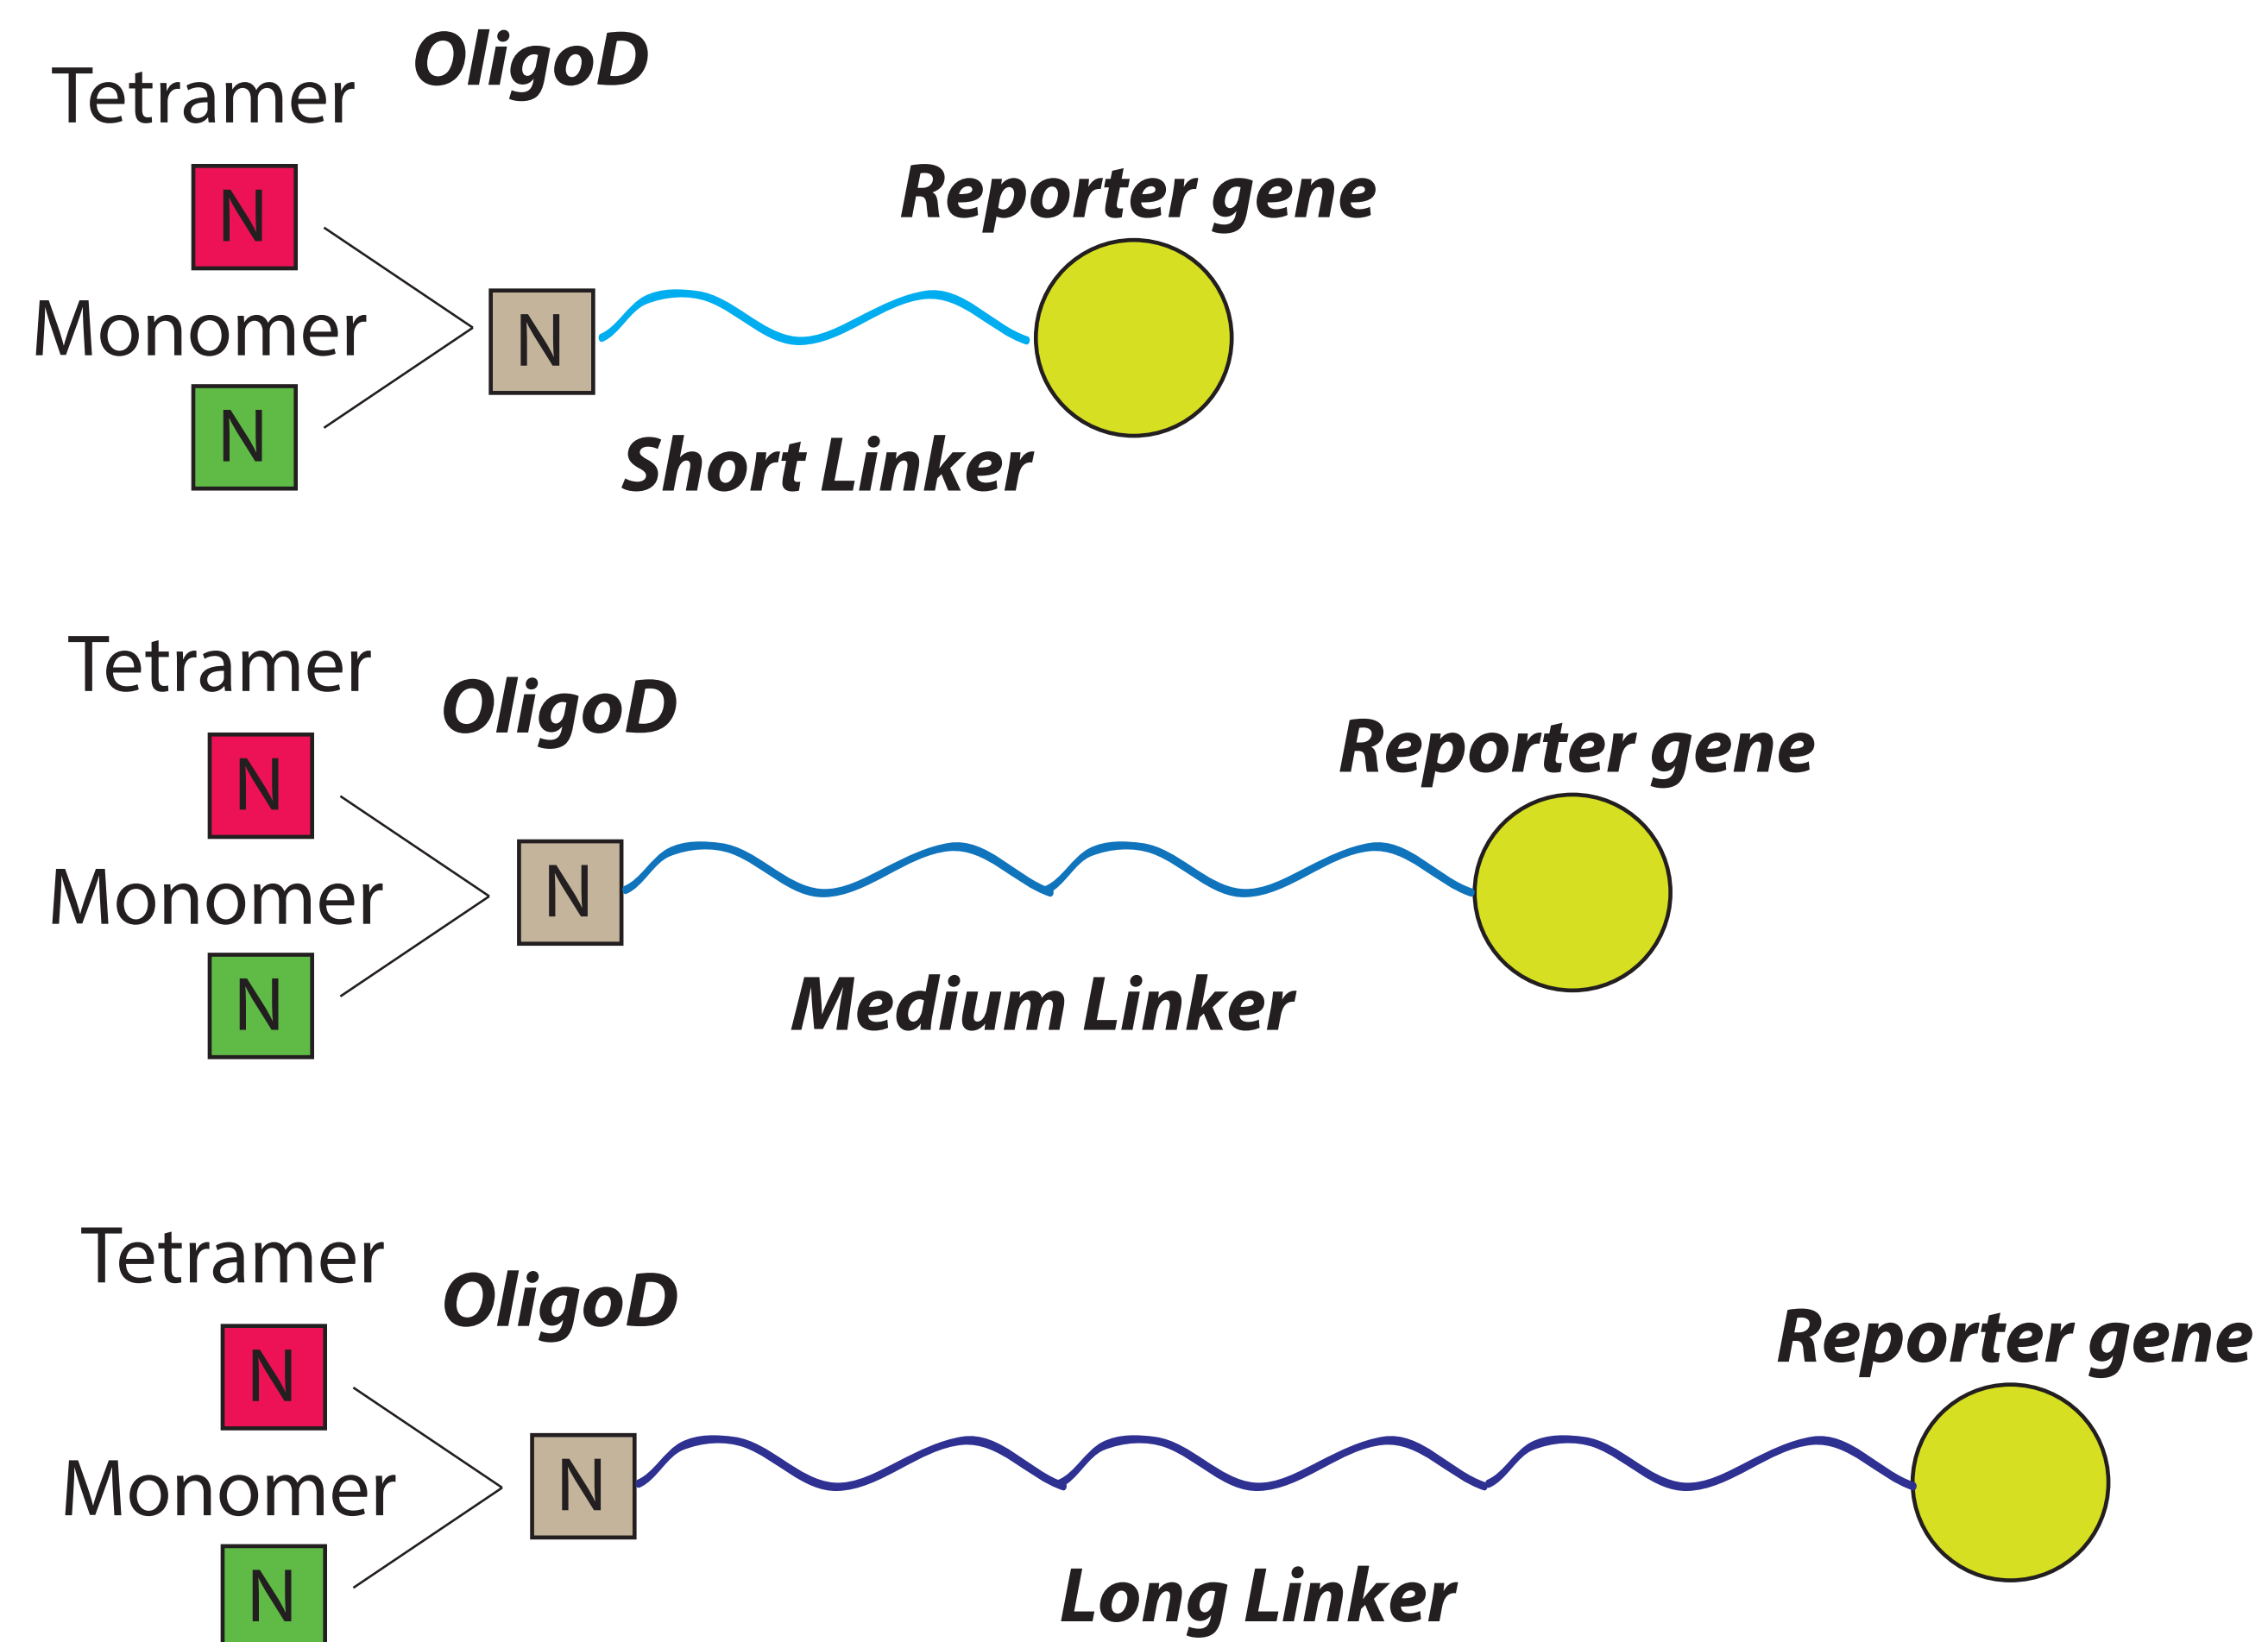 OligoD
Tetramer
Reporter gene
N
Monomer
N
N
Short Linker
Tetramer
OligoD
Reporter gene
N
Monomer
N
N
Medium Linker
Tetramer
OligoD
Reporter gene
N
Monomer
N
N
Long Linker